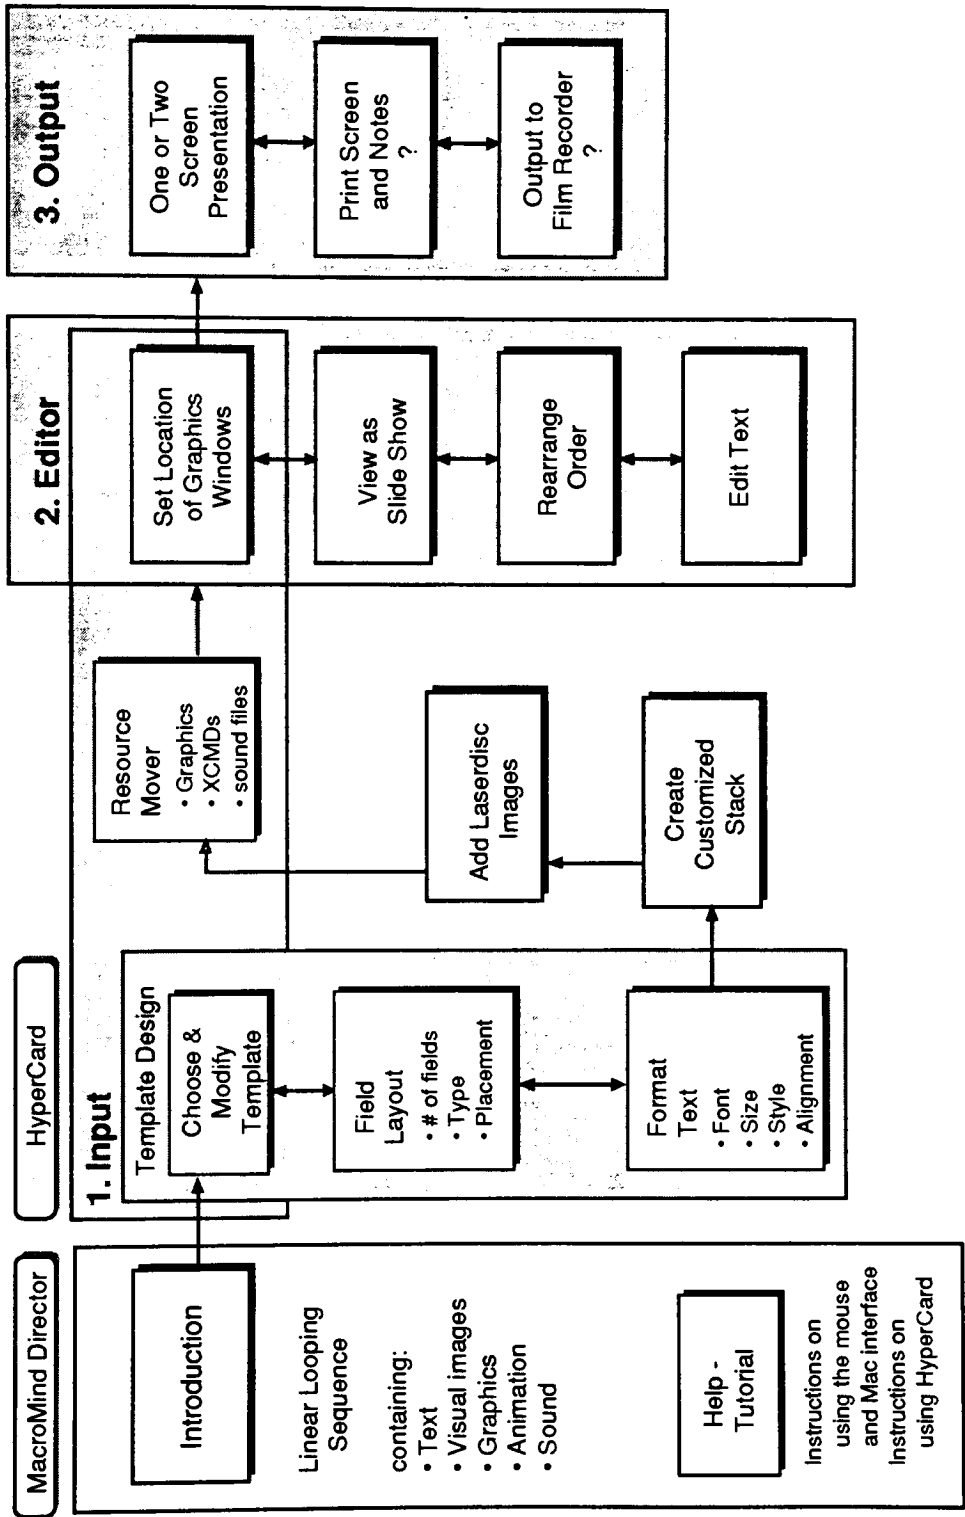 MacroMind Director
Introduction
Linear Looping
Sequence
containing:
• Text
• Visual images
• Graphics
• Animation
• Sound
Help -
Tutorial
Instructions on
using the mouse
and Mac interface
Instructions on
using HyperCard
HyperCard
1. Input
Template Design
Choose &
Modify
Template
Field
Layout
• # of fields
• Type
• Placement
Format
Text
• Font
• Size
• Style
• Alignment
Create
Customized
Stack
Add Laserdisc
Images
Resource
Mover
• Graphics
• XCMDs
• sound files
2. Editor
Set Location
of Graphics
Windows
View as
Slide Show
Rearrange
Order
Edit Text
3. Output
One or Two
Screen
Presentation
Print Screen
and Notes
?
Output to
Film Recorder
?